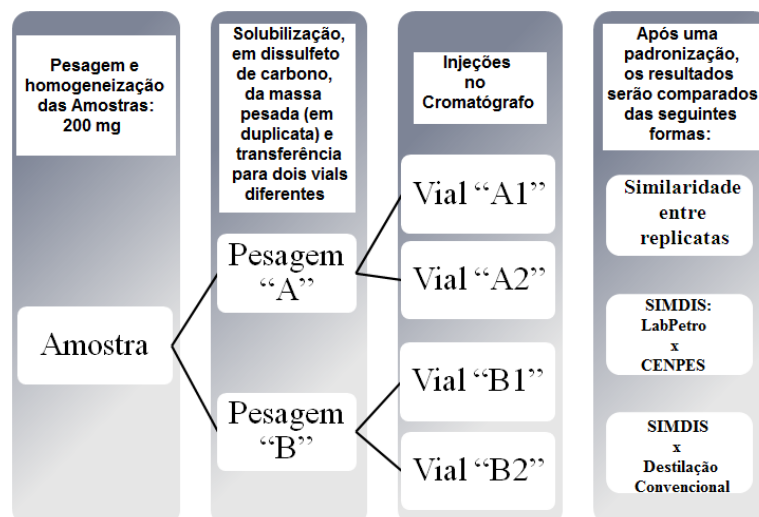 Pesagem e
homogeneização
das Amostras:
200 mg
Amostra
Solubilização,
em dissulfeto
de carbono,
da massa
pesada (em
duplicata) e
transferência
para dois vials
diferentes
Pesagem
“A”
Pesagem
“B”
Injeções
no
Cromatógrafo
Vial “A1”
Vial “A2”
Vial “B1”
Vial “B2”
Após uma
padronização,
os resultados
serão comparados
das seguintes
formas:
Similaridade
entre
replicatas
SIMDIS:
LabPetro
x
CENPES
SIMDIS
x
Destilação
Convencional